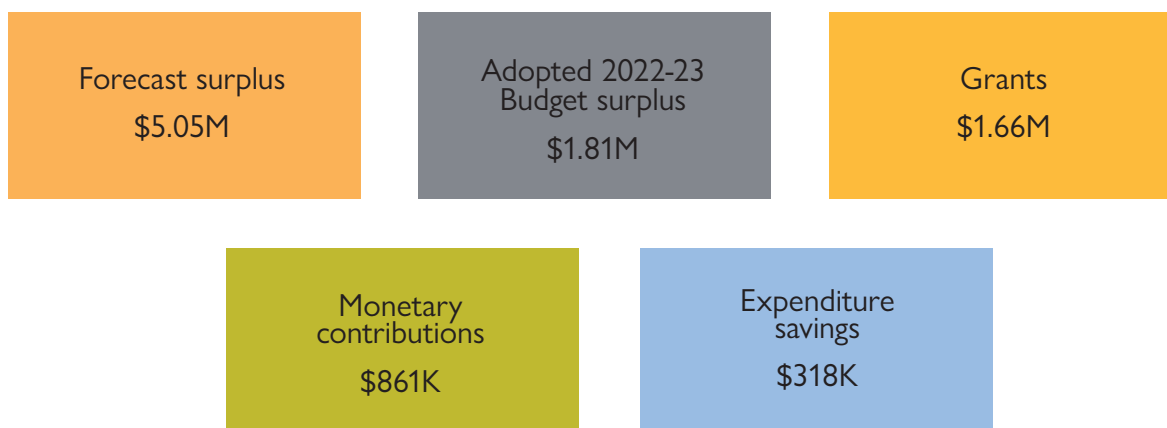 Forecast surplus
$5.05M
Adopted 2022-23
Budget surplus
$1.81M
Grants
$1.66M
Monetary
contributions
$861K
Expenditure
savings
$318K